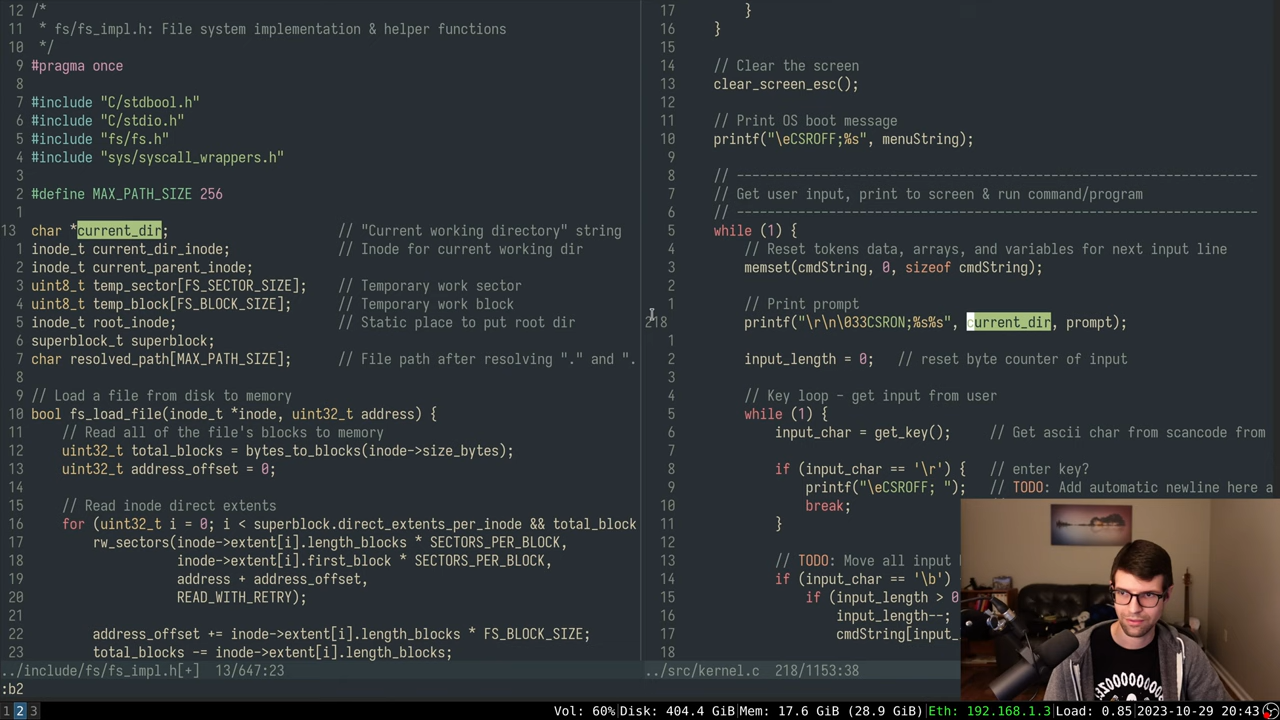 12 /*
11  * fs/fs_impl.h: File system implementation & helper functions
10  */
9 #pragma once
8
7 #include "C/stdbool.h"
6 #include "C/stdio.h"
5 #include "fs/fs.h"
4 #include "sys/syscall_wrappers.h"
3
2 #define MAX_PATH_SIZE 256
1
13 char *current_dir; // "Current working directory" string
1 inode_t current_dir_inode; // Inode for current working dir
2 inode_t current_parent_inode;
3 uint8_t temp_sector[FS_SECTOR_SIZE]; // Temporary work sector
4 uint8_t temp_block[FS_BLOCK_SIZE]; // Temporary work block
5 inode_t root_inode; // Static place to put root dir
6 superblock_t superblock;
7 char resolved_path[MAX_PATH_SIZE]; // File path after resolving "." and ".
8
9 // Load a file from disk to memory
10 bool fs_load_file(inode_t *inode, uint32_t address) {
11 // Read all of the file's blocks to memory
12 uint32_t total_blocks = bytes_to_blocks(inode->size_bytes);
13 uint32_t address_offset = 0;
14
15 // Read inode direct extents
16 for (uint32_t i = 0; i < superblock.direct_extents_per_inode && total_block
17 rw_sectors(inode->extent[i].length_blocks * SECTORS_PER_BLOCK,
18 inode->extent[i].first_block * SECTORS_PER_BLOCK,
19 address + address_offset,
20 READ_WITH_RETRY);
21
22 address_offset += inode->extent[i].length_blocks * FS_BLOCK_SIZE;
23 total_blocks -= inode->extent[i].length_blocks;
../include/fs/fs_impl.h[+] 13/647:23
17 }
16 }
15
14 // Clear the screen
13 clear_screen_esc();
12
11 // Print OS boot message
10 printf("\eCSROFF;%s", menuString);
9
8 // --------------------------------------------------------------------
7 // Get user input, print to screen & run command/program
6 // --------------------------------------------------------------------
5 while (1) {
4 // Reset tokens data, arrays, and variables for next input line
3 memset(cmdString, 0, sizeof cmdString);
2
1 // Print prompt
218 printf("\r\n\033CSRON;%s%s", current_dir, prompt);
1
2 input_length = 0; // reset byte counter of input
3
4 // Key loop - get input from user
5 while (1) {
6 input_char = get_key(); // Get ascii char from scancode from
7
8 if (input_char == '\r') { // enter key?
9 printf("\eCSROFF; "); // TODO: Add automatic newline here a
10 break;
11 }
12
13 // TODO: Move all input
14 if (input_char == '\b')
15 if (input_length > 0
16 input_length--;
17 cmdString[input_
18
../src/kernel.c 218/1153:38
:b2
1 2 3 Vol: 60% Disk: 404.4 GiB Mem: 17.6 GiB (28.9 GiB) Eth: 192.168.1.3 Load: 0.85 2023-10-29 20:43